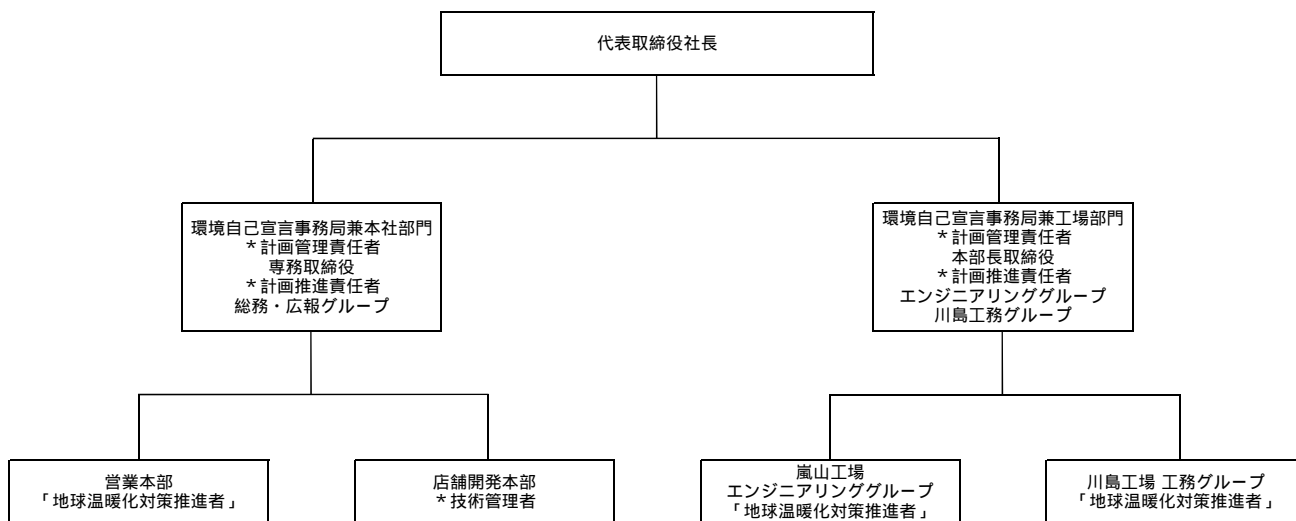 代表取締役社長
環境自己宣言事務局兼本社部門
*計画管理責任者
専務取締役
*計画推進責任者
総務・広報グループ
環境自己宣言事務局兼工場部門
*計画管理責任者
本部長取締役
*計画推進責任者
エンジニアリンググループ
川島工務グループ
営業本部
「地球温暖化対策推進者」
店舗開発本部
*技術管理者
嵐山工場
エンジニアリンググループ
「地球温暖化対策推進者」
川島工場 工務グループ
「地球温暖化対策推進者」